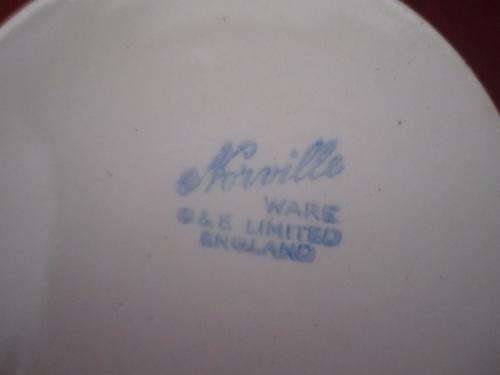 Norville
WARE
& E LIMITED
ENGLAND